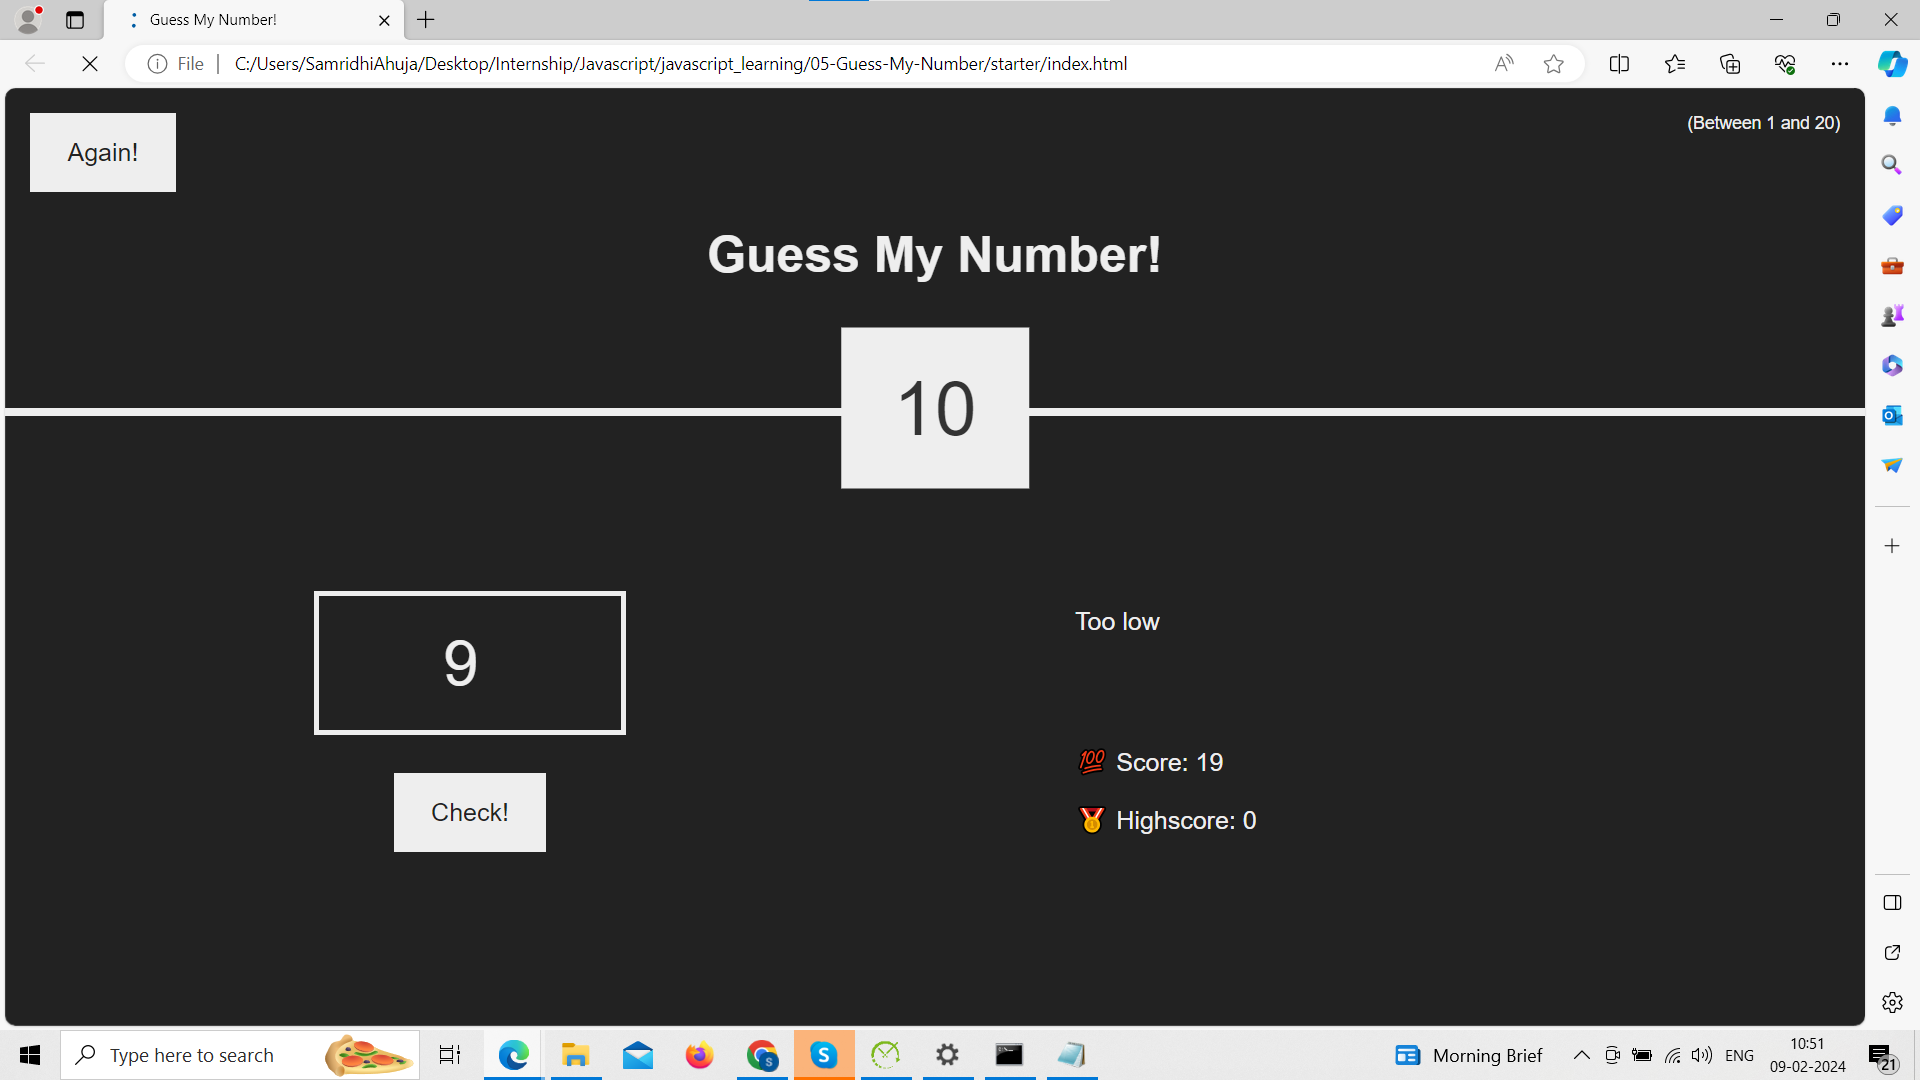 Guess My Number!
File
C:/Users/SamridhiAhuja/Desktop/Internship/Javascript/javascript_learning/05-Guess-My-Number/starter/index.html
Again!
(Between 1 and 20)
Guess My Number!
10
9
Too low
Check!
💯 Score: 19
🥇 Highscore: 0
Type here to search
Morning Brief
ENG
10:51
09-02-2024
21